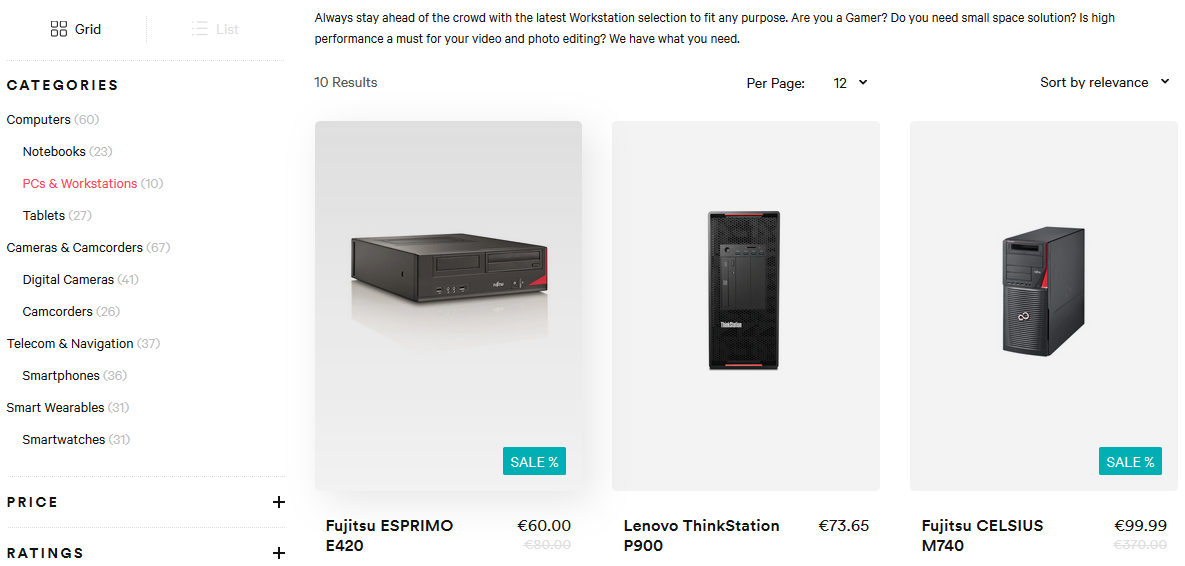 Grid
List
CATEGORIES
Computers (60)
Notebooks (23)
PCs & Workstations (10)
Tablets (27)
Cameras & Camcorders (67)
Digital Cameras (41)
Camcorders (26)
Telecom & Navigation (37)
Smartphones (36)
Smart Wearables (31)
Smartwatches (31)
PRICE +
RATINGS +
Always stay ahead of the crowd with the latest Workstation selection to fit any purpose. Are you a Gamer? Do you need small space solution? Is high
performance a must for your video and photo editing? We have what you need.
10 Results
Per Page: 12
Sort by relevance
FUJITSU
SALE %
Fujitsu ESPRIMO
E420
€60.00
€80.00
ThinkStation
Lenovo ThinkStation
P900
€73.65
SALE %
Fujitsu CELSIUS
M740
€99.99
€370.00